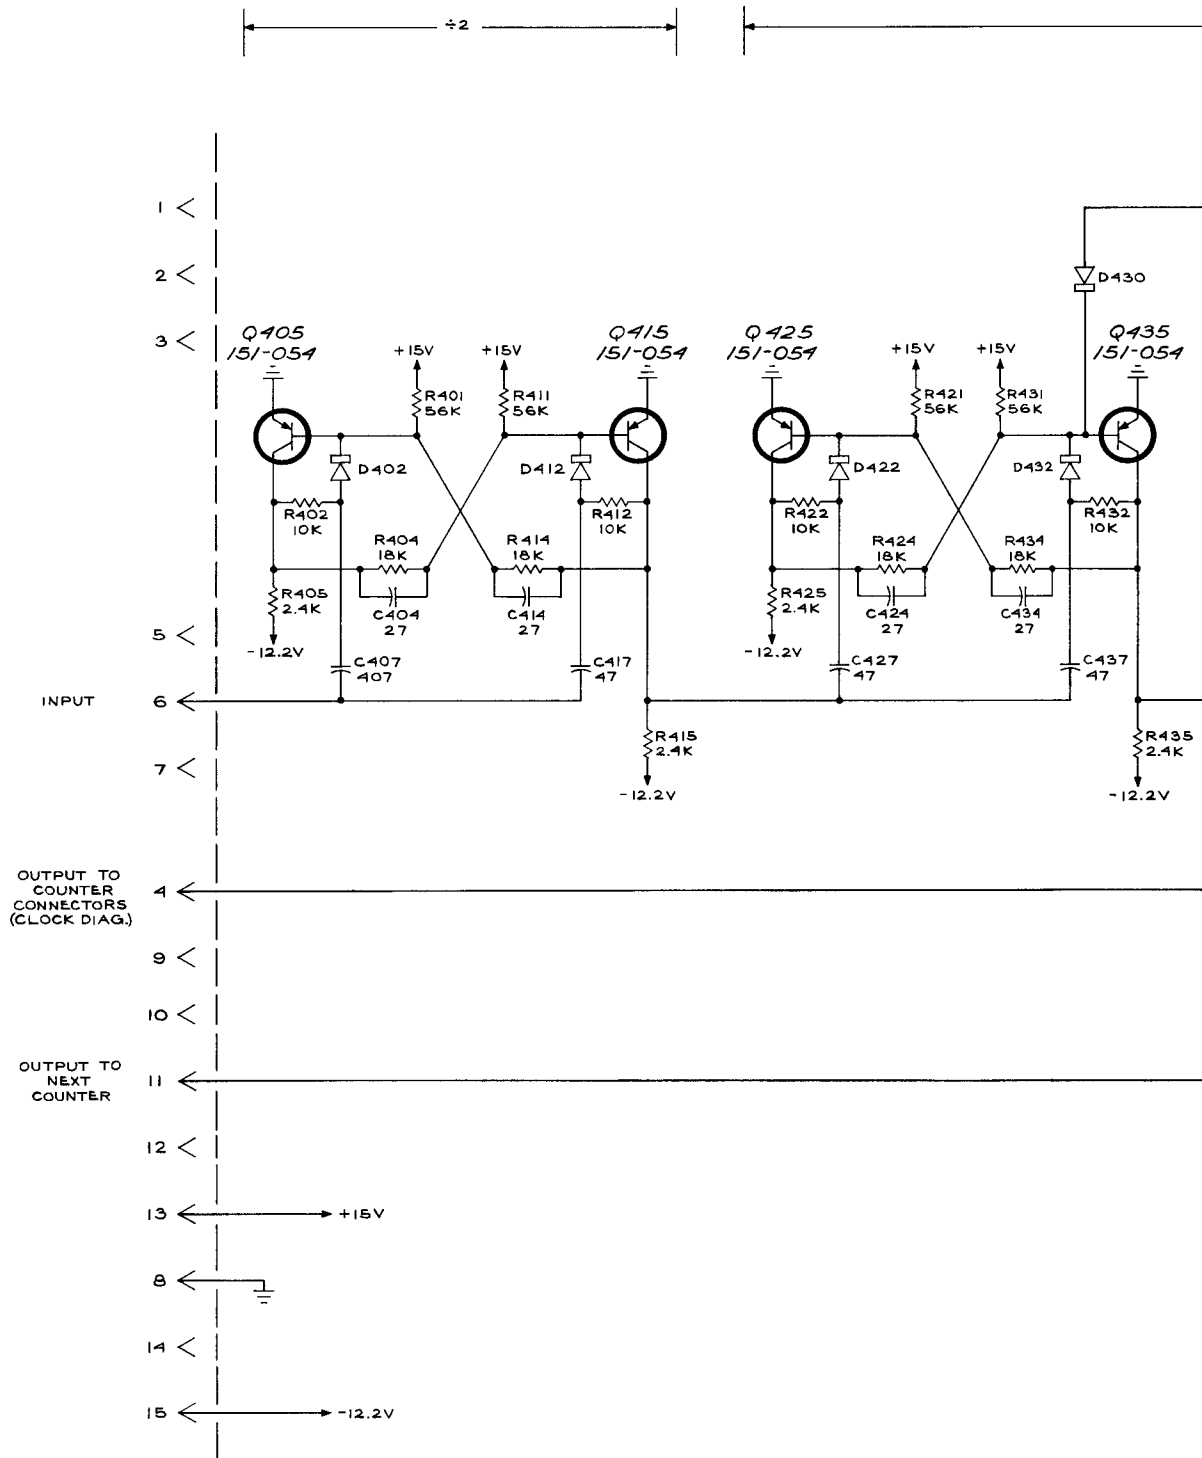 ÷2
1
2
3
Q405
151-054
+15V
+15V
Q415
151-054
Q425
151-054
+15V
+15V
D430
Q435
151-054
R401
56K
R411
56K
R421
56K
R431
56K
D402
D412
D422
D432
R402
10K
R412
10K
R422
10K
R432
10K
R404
18K
R414
18K
R424
18K
R434
18K
R405
2.4K
C404
27
C414
27
R425
2.4K
C424
27
C434
27
5
-12.2V
C407
407
C417
47
-12.2V
C427
47
C437
47
INPUT
6
R415
2.4K
R435
2.4K
7
-12.2V
-12.2V
OUTPUT TO
COUNTER
CONNECTORS
(CLOCK DIAG.)
4
9
10
OUTPUT TO
NEXT
COUNTER
11
12
13
+15V
8
14
15
-12.2V